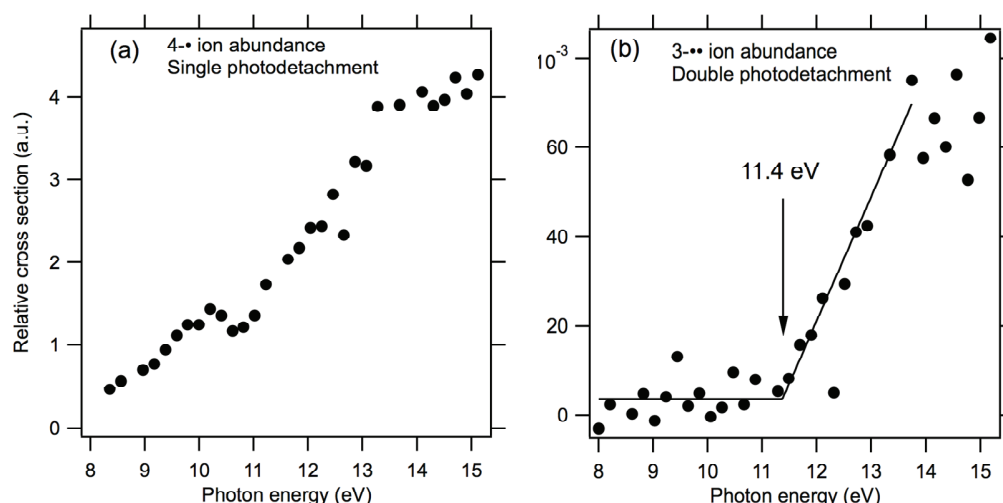 (a)
4-• ion abundance
Single photodetachment
Relative cross section (a.u.)
4
3
2
1
0
8 9 10 11 12 13 14 15
Photon energy (eV)
(b)
3-•• ion abundance
Double photodetachment
11.4 eV
10-3
60
40
20
0
8 9 10 11 12 13 14 15
Photon energy (eV)